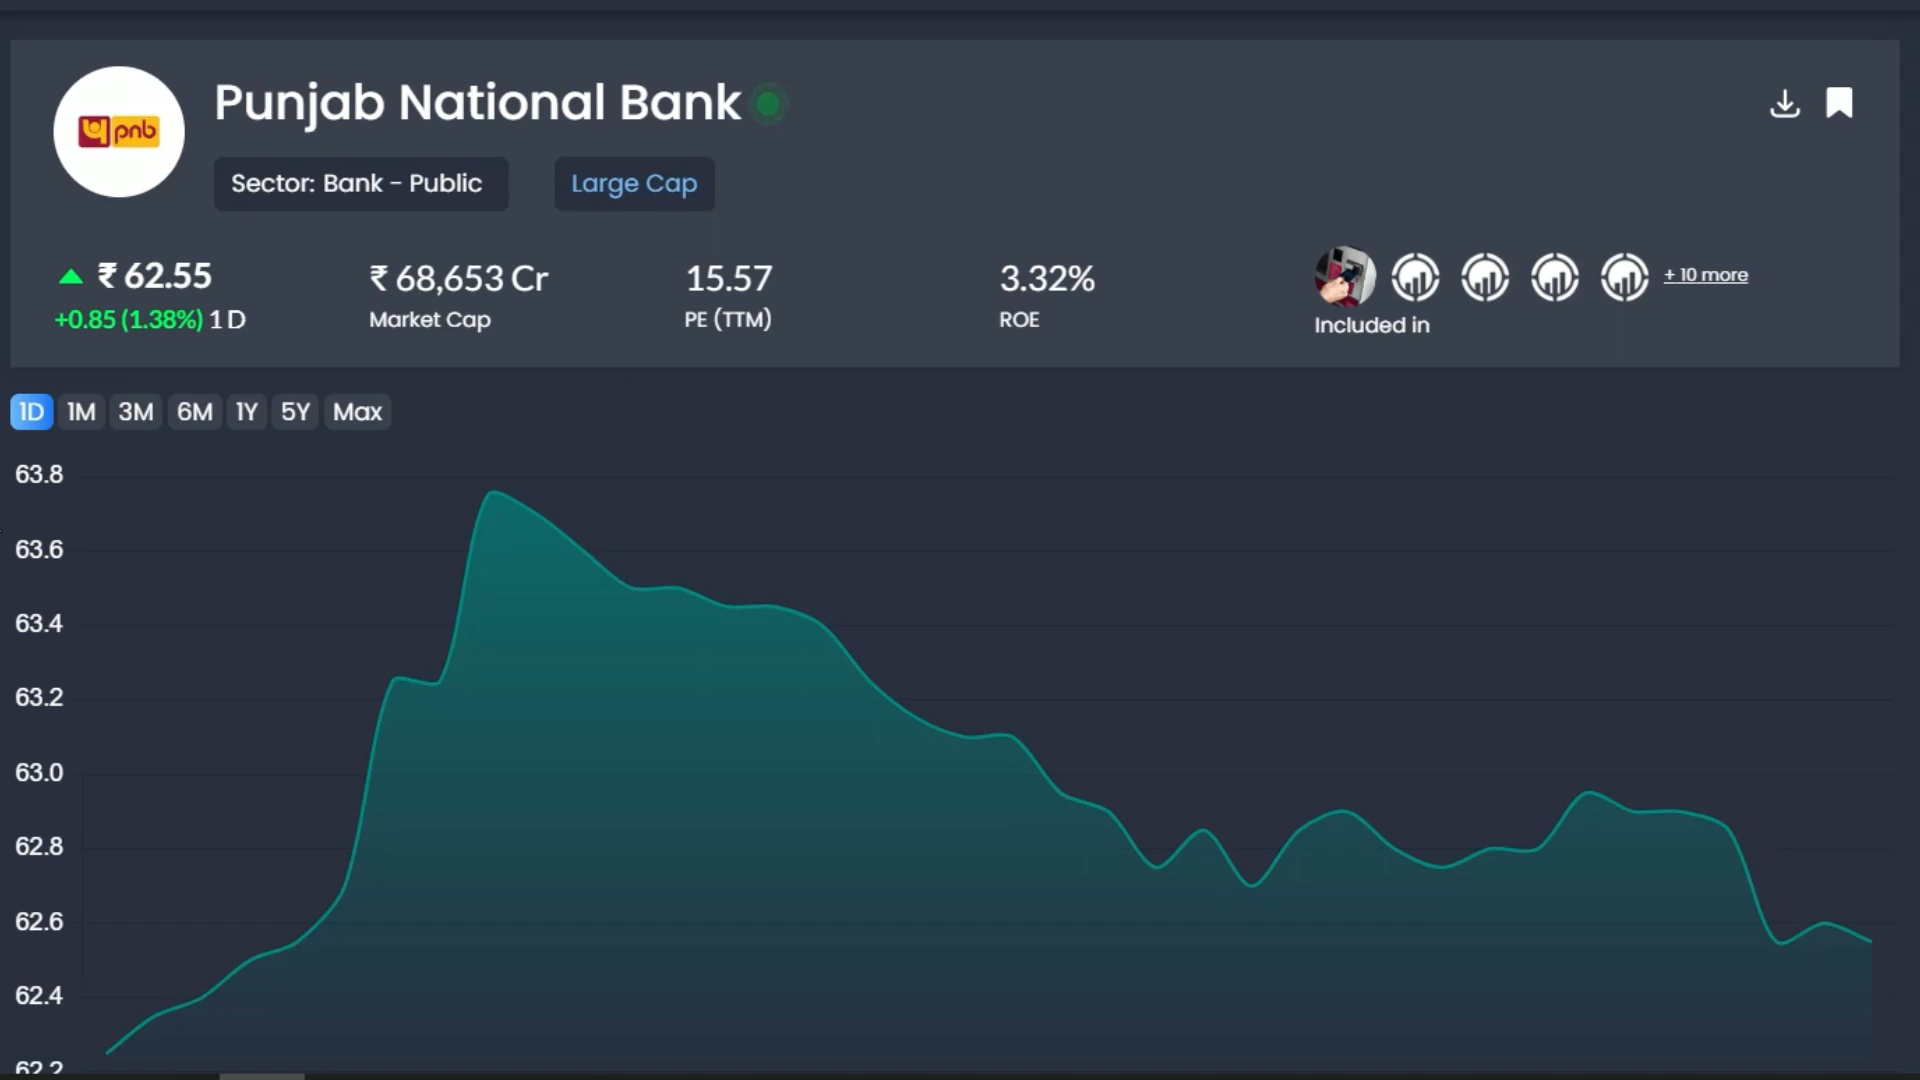 Punjab National Bank
pnb
Sector: Bank - Public
Large Cap
₹ 62.55
₹ 68,653 Cr
15.57
3.32%
+ 10 more
+0.85 (1.38%) 1 D
Market Cap
PE (TTM)
ROE
Included in
1D 1M 3M 6M 1Y 5Y Max
63.8
63.6
63.4
63.2
63.0
62.8
62.6
62.4
62.2